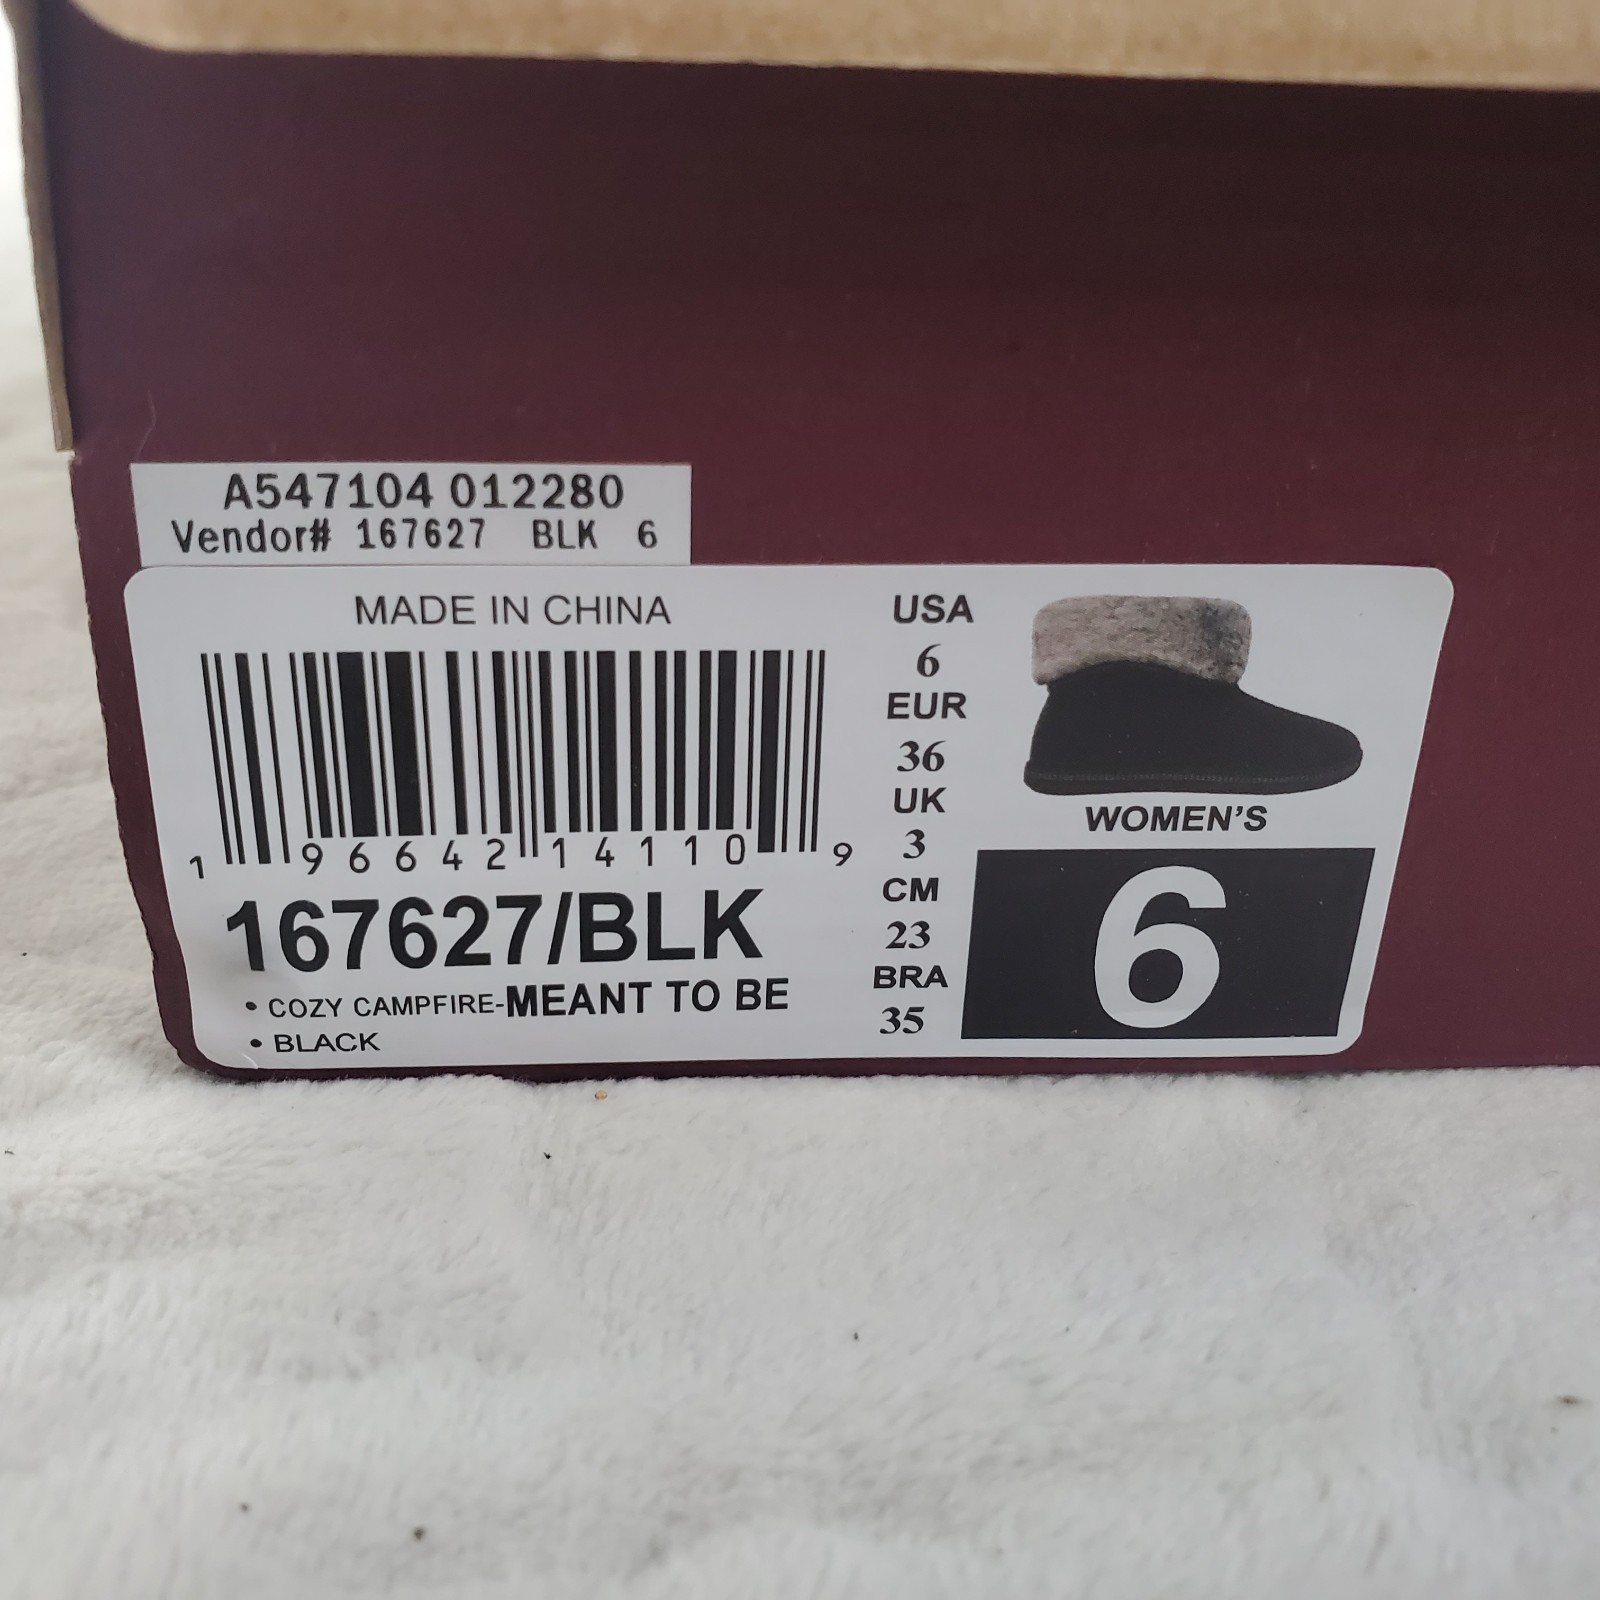 A547104 012280
Vendor# 167627 BLK 6
MADE IN CHINA
1 96642 14110 9
167627/BLK
• COZY CAMPFIRE-MEANT TO BE
• BLACK
USA
6
EUR
36
UK
3
CM
23
BRA
35
WOMEN'S
6